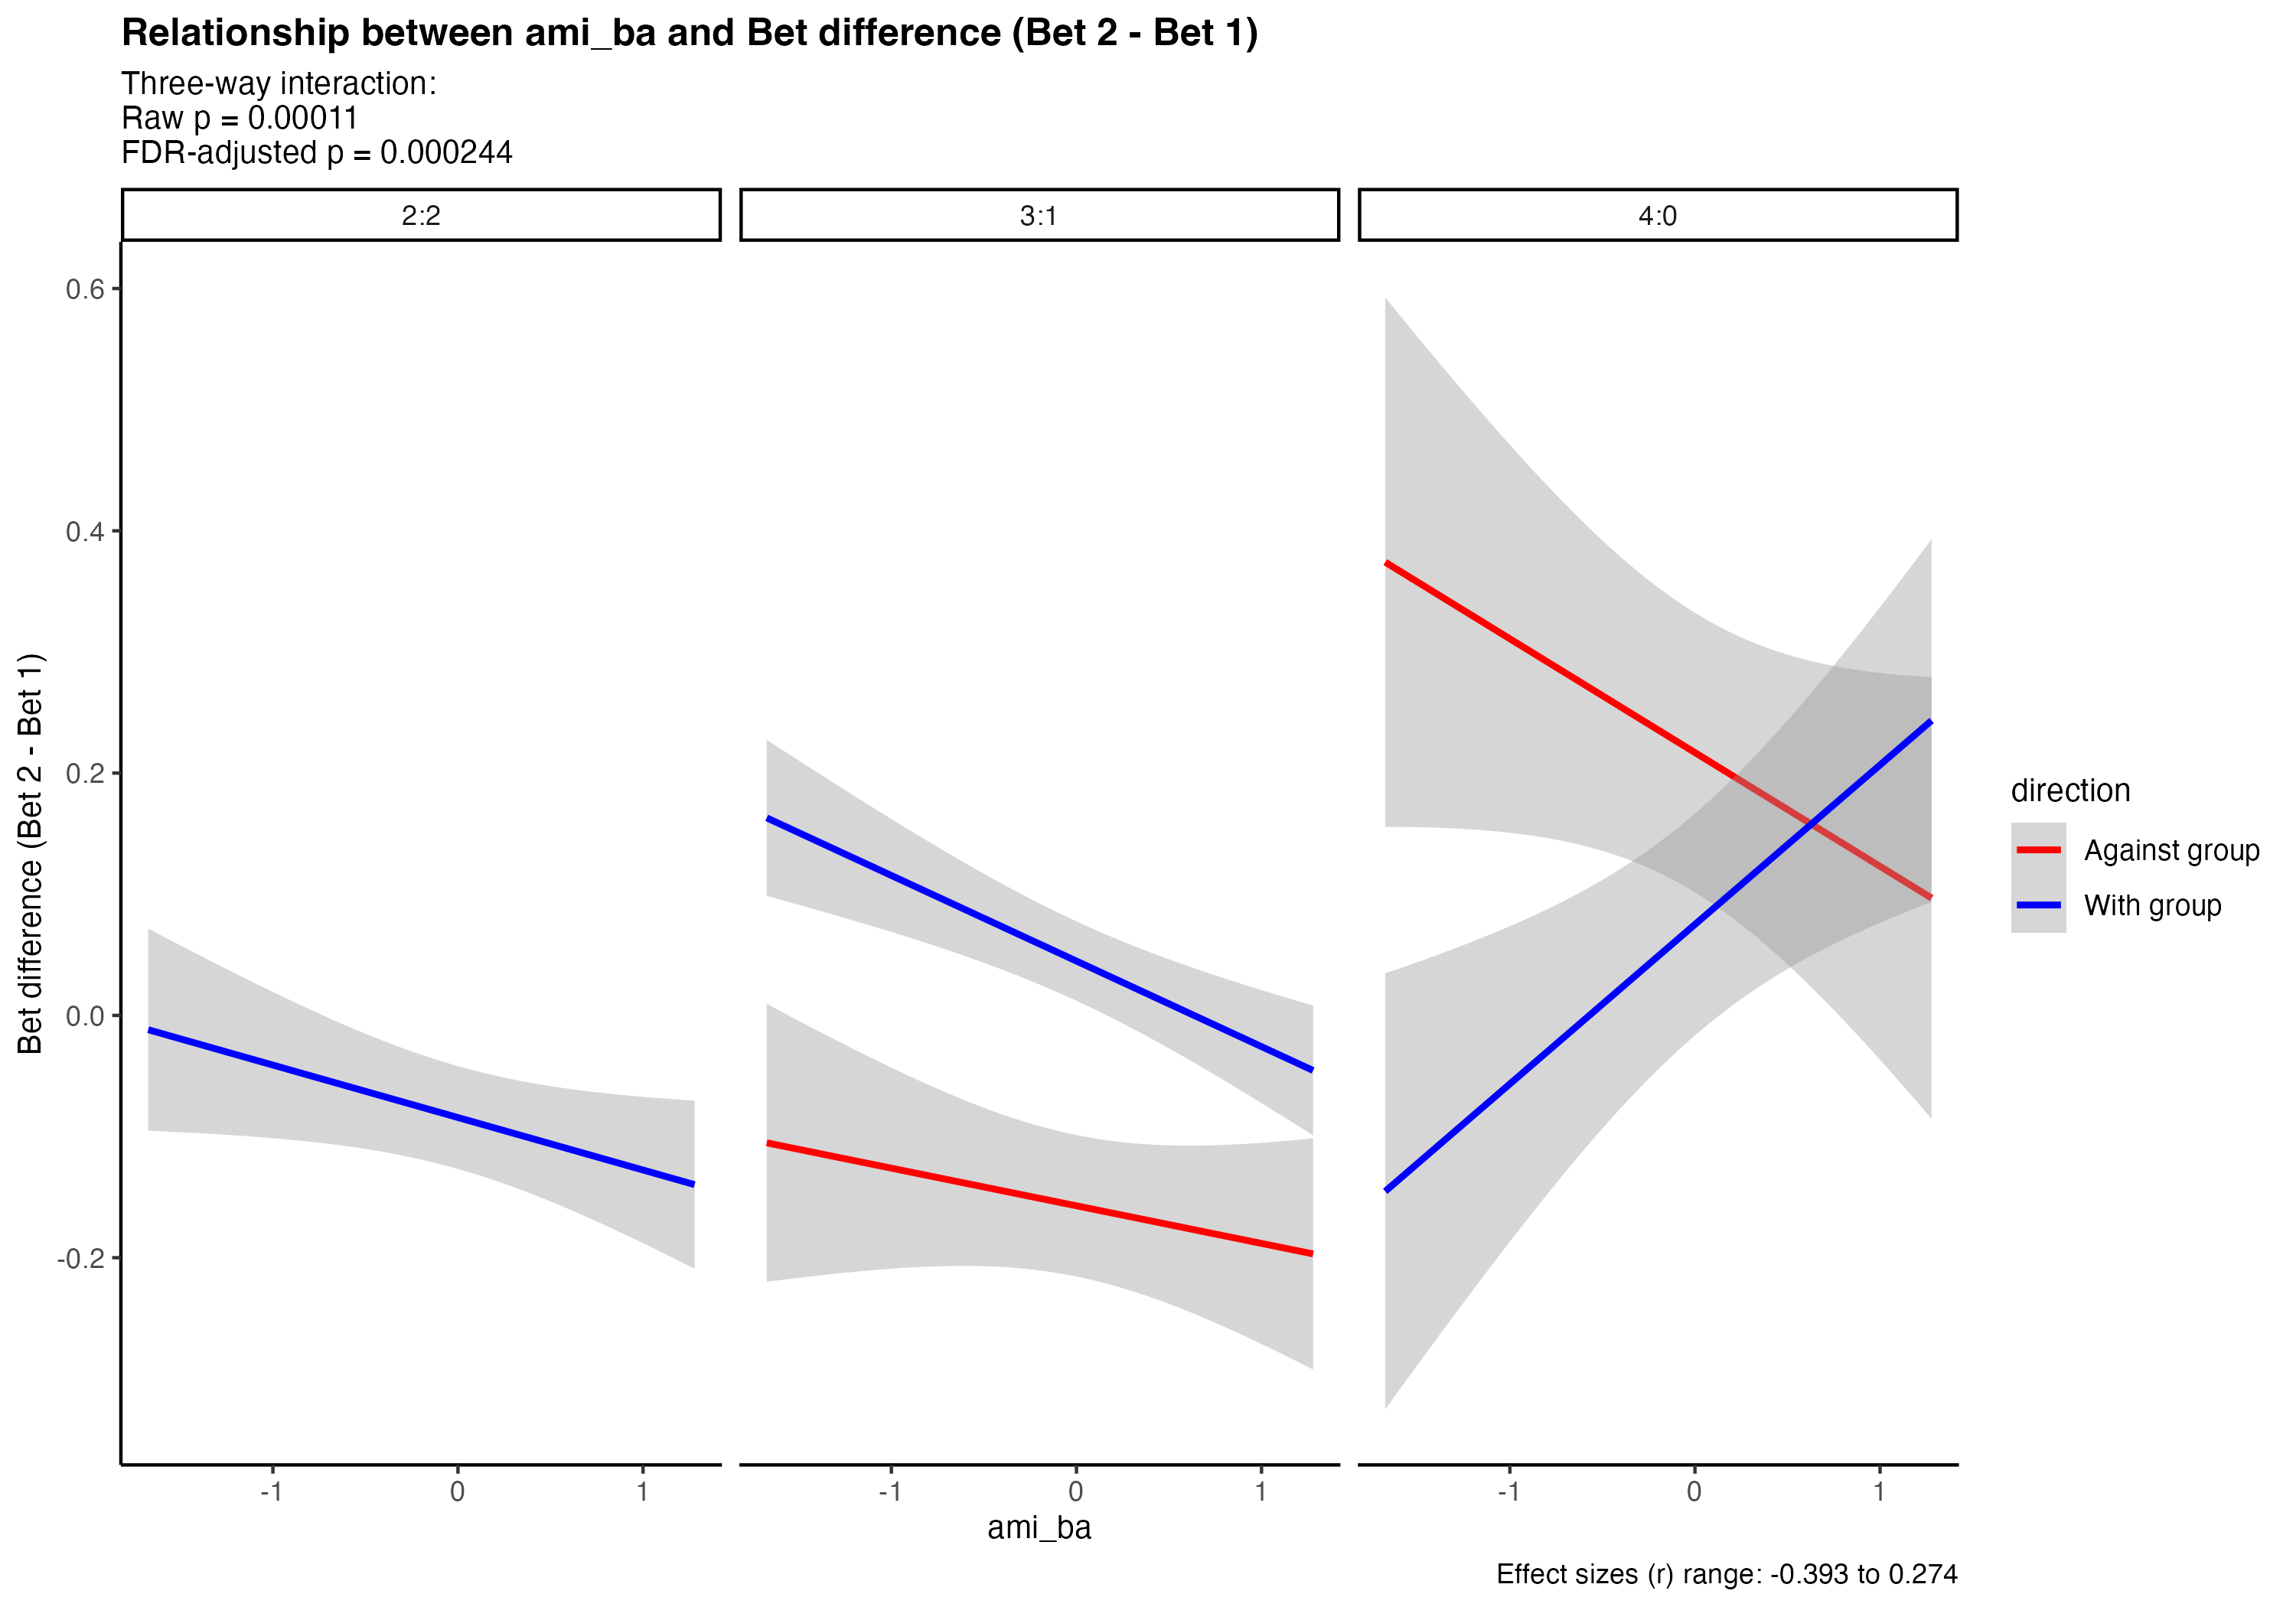 Relationship between ami_ba and Bet difference (Bet 2 - Bet 1)
Three-way interaction:
Raw p = 0.00011
FDR-adjusted p = 0.000244
2:2
3:1
4:0
0.6
0.4
0.2
0.0
-0.2
Bet difference (Bet 2 - Bet 1)
-1
0
1
-1
0
1
-1
0
1
ami_ba
direction
Against group
With group
Effect sizes (r) range: -0.393 to 0.274